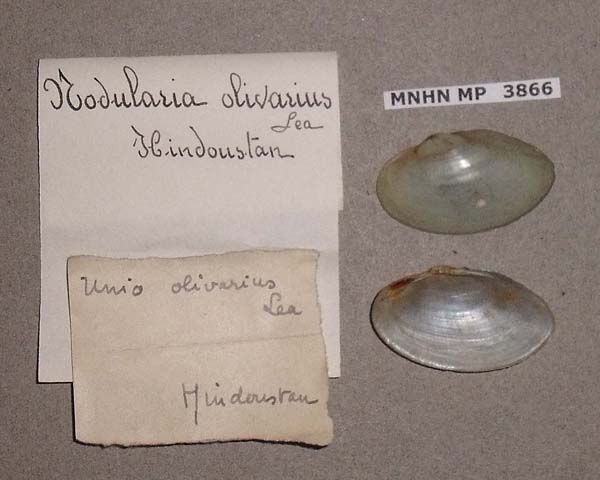 Nodularia olivarius
Lea
Hindoustan
MNHN MP 3866
Unio olivarius
Lea
Hindoustan